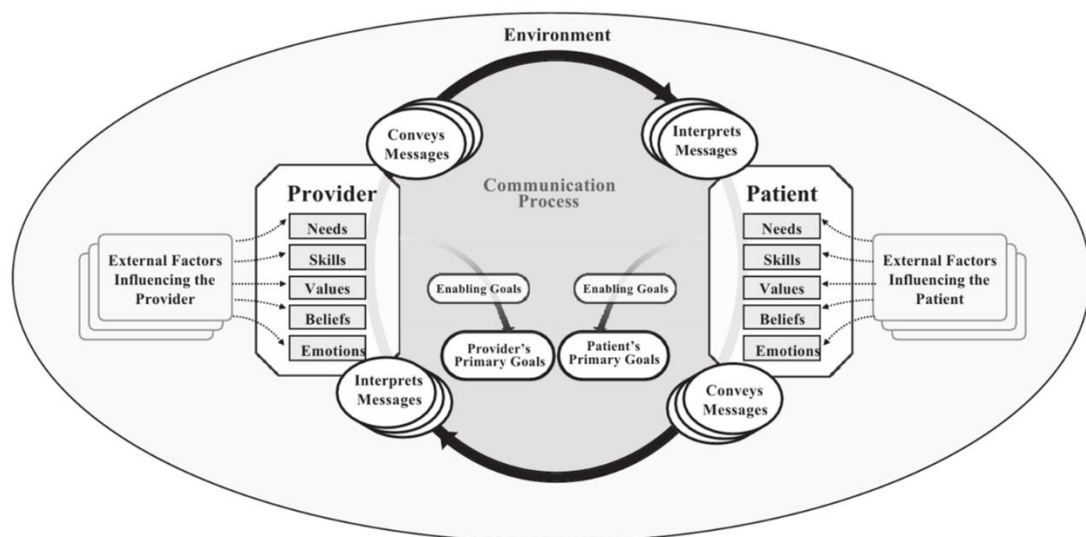 Environment
Conveys
Messages
Interprets
Messages
Communication
Process
Provider
Needs
Skills
Values
Beliefs
Emotions
External Factors
Influencing the
Provider
Patient
Needs
Skills
Values
Beliefs
Emotions
External Factors
Influencing the
Patient
Enabling Goals
Enabling Goals
Provider's
Primary Goals
Patient's
Primary Goals
Interprets
Messages
Conveys
Messages